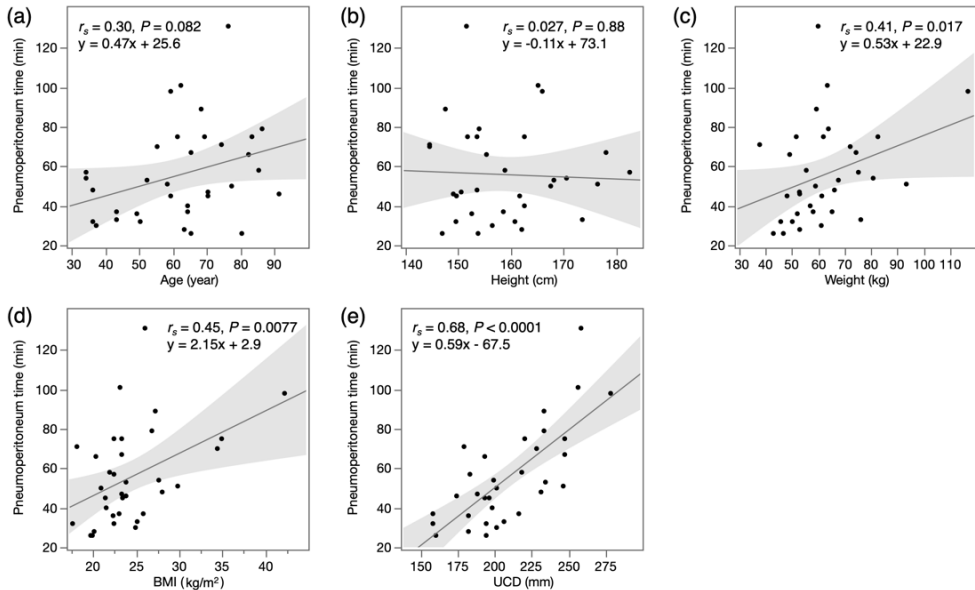 (a)
r_s = 0.30, P = 0.082
y = 0.47x + 25.6
Pneumoperitoneum time (min)
120
100
80
60
40
20
30 40 50 60 70 80 90
Age (year)
(b)
r_s = 0.027, P = 0.88
y = -0.11x + 73.1
Pneumoperitoneum time (min)
120
100
80
60
40
20
140 150 160 170 180
Height (cm)
(c)
r_s = 0.41, P = 0.017
y = 0.53x + 22.9
Pneumoperitoneum time (min)
120
100
80
60
40
20
30 40 50 60 70 80 90 110
Weight (kg)
(d)
r_s = 0.45, P = 0.0077
y = 2.15x + 2.9
Pneumoperitoneum time (min)
120
100
80
60
40
20
20 25 30 35 40
BMI (kg/m²)
(e)
r_s = 0.68, P < 0.0001
y = 0.59x - 67.5
Pneumoperitoneum time (min)
120
100
80
60
40
20
150 175 200 225 250 275
UCD (mm)